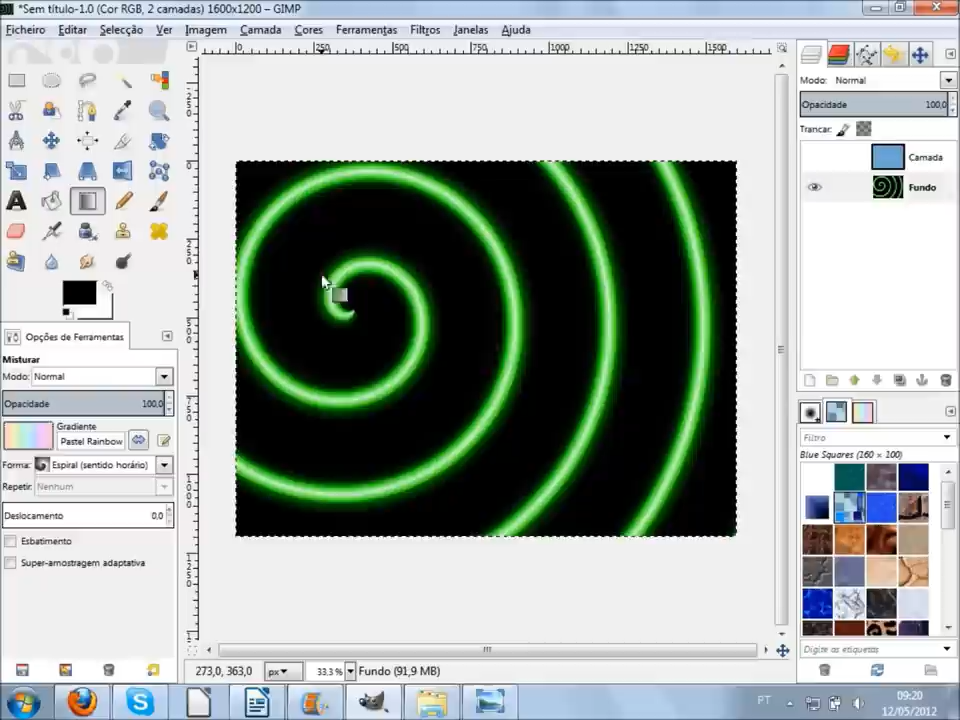 *Sem título-1.0 (Cor RGB, 2 camadas) 1600x1200 – GIMP
Ficheiro Editar Selecção Ver Imagem Camada Cores Ferramentas Filtros Janelas Ajuda
0 250 500 750 1000 1250 1500
Modo: Normal
Opacidade 100,0
Trancar:
Camada
Fundo
Opções de Ferramentas
Misturar
Modo: Normal
Opacidade 100,0
Gradiente
Pastel Rainbow
Forma: Espiral (sentido horário)
Repetir: Nenhum
Deslocamento 0,0
Esbatimento
Super-amostragem adaptativa
Filtro
Blue Squares (160 × 100)
Digite as etiquetas
273,0, 363,0 px 33.3% Fundo (91,9 MB)
PT
09:20
12/05/2012